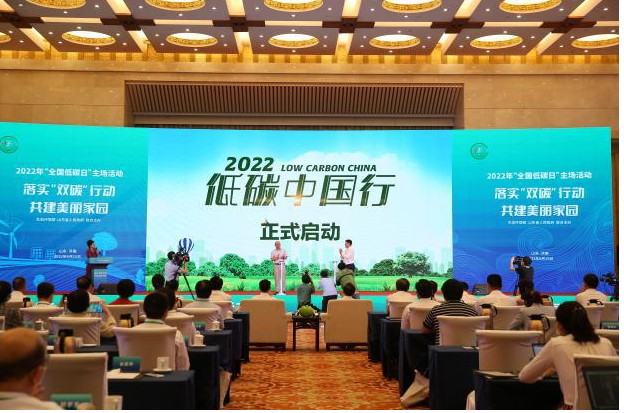 2022年“全国低碳日”主场活动
落实“双碳”行动
共建美丽家园
2022 LOW CARBON CHINA
低碳中国行
正式启动
2022年“全国低碳日”主场活动
落实“双碳”行动
共建美丽家园